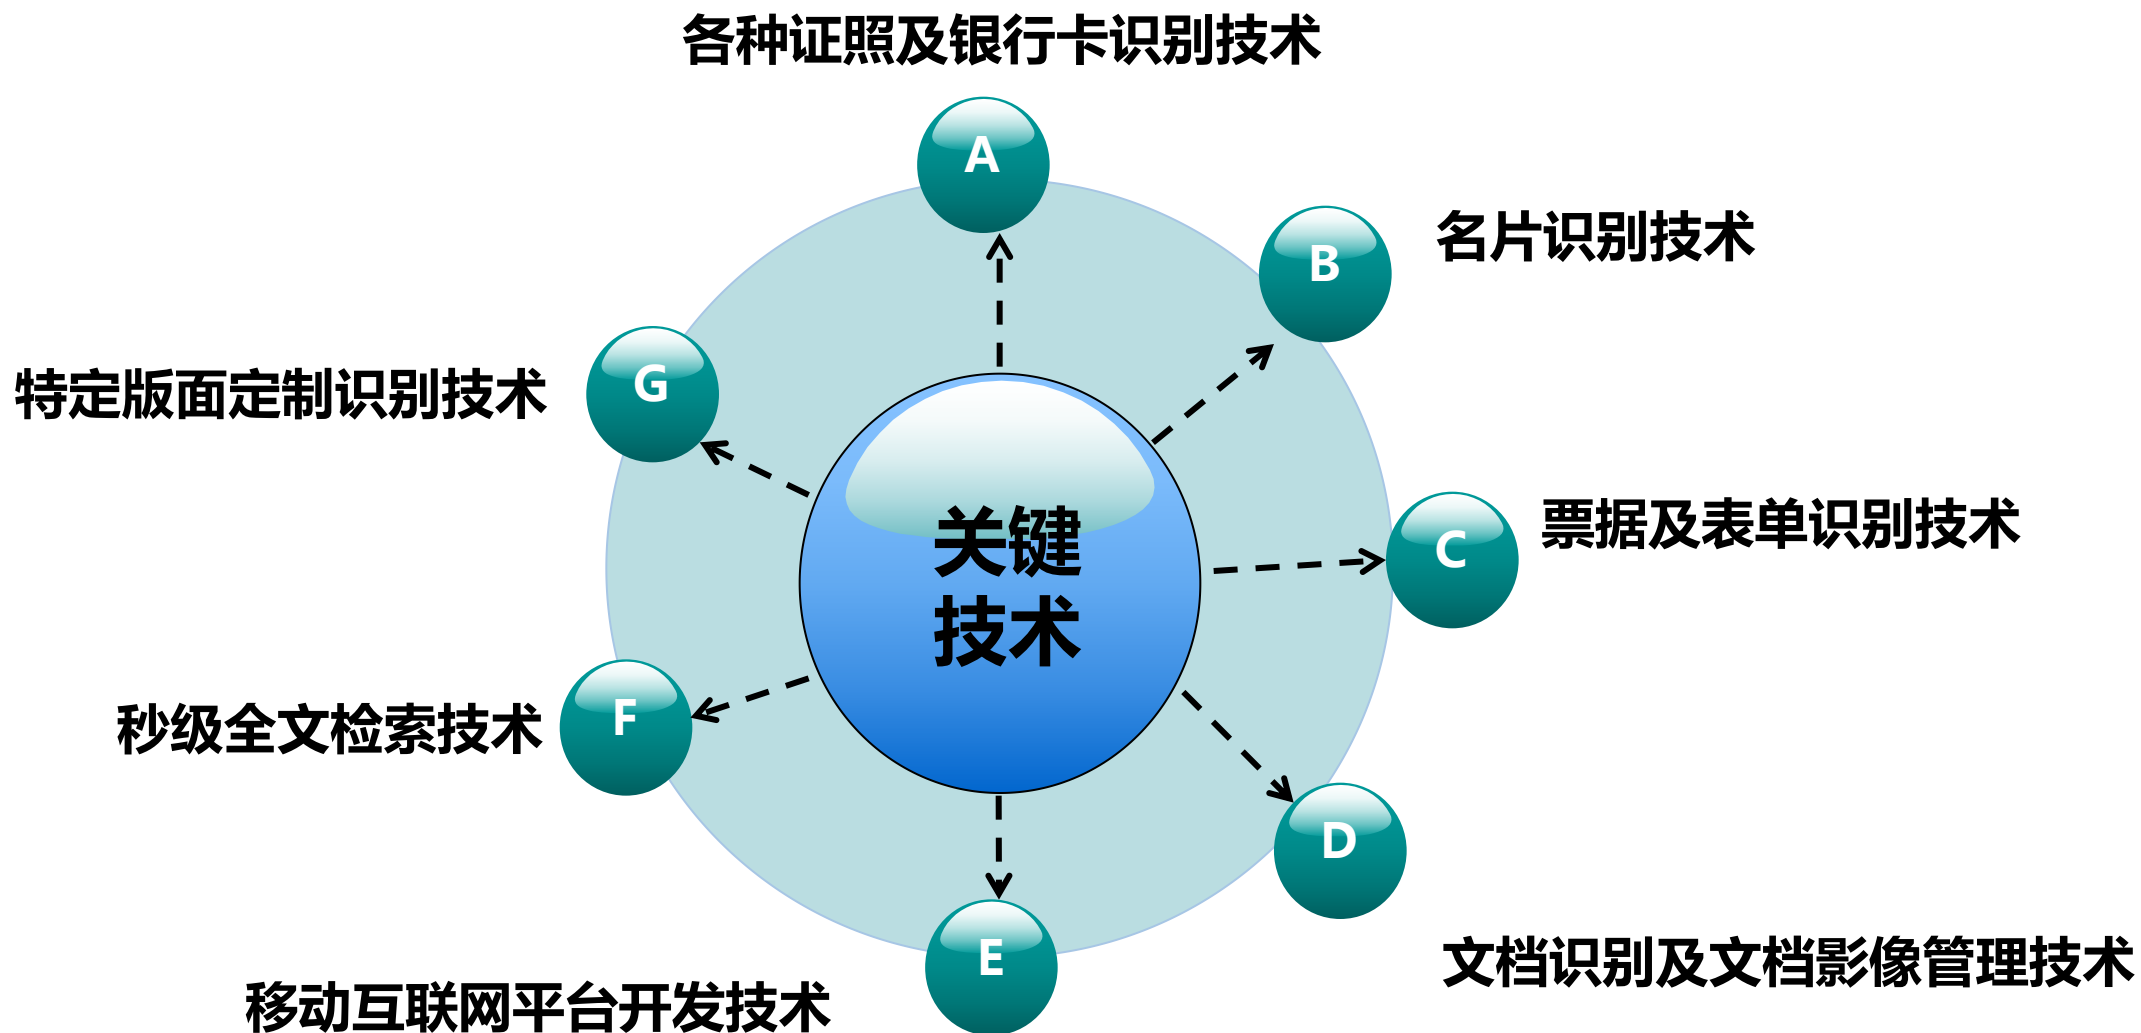 各种证照及银行卡识别技术
A
B
名片识别技术
G
特定版面定制识别技术
关键
技术
C
票据及表单识别技术
F
秒级全文检索技术
D
文档识别及文档影像管理技术
E
移动互联网平台开发技术